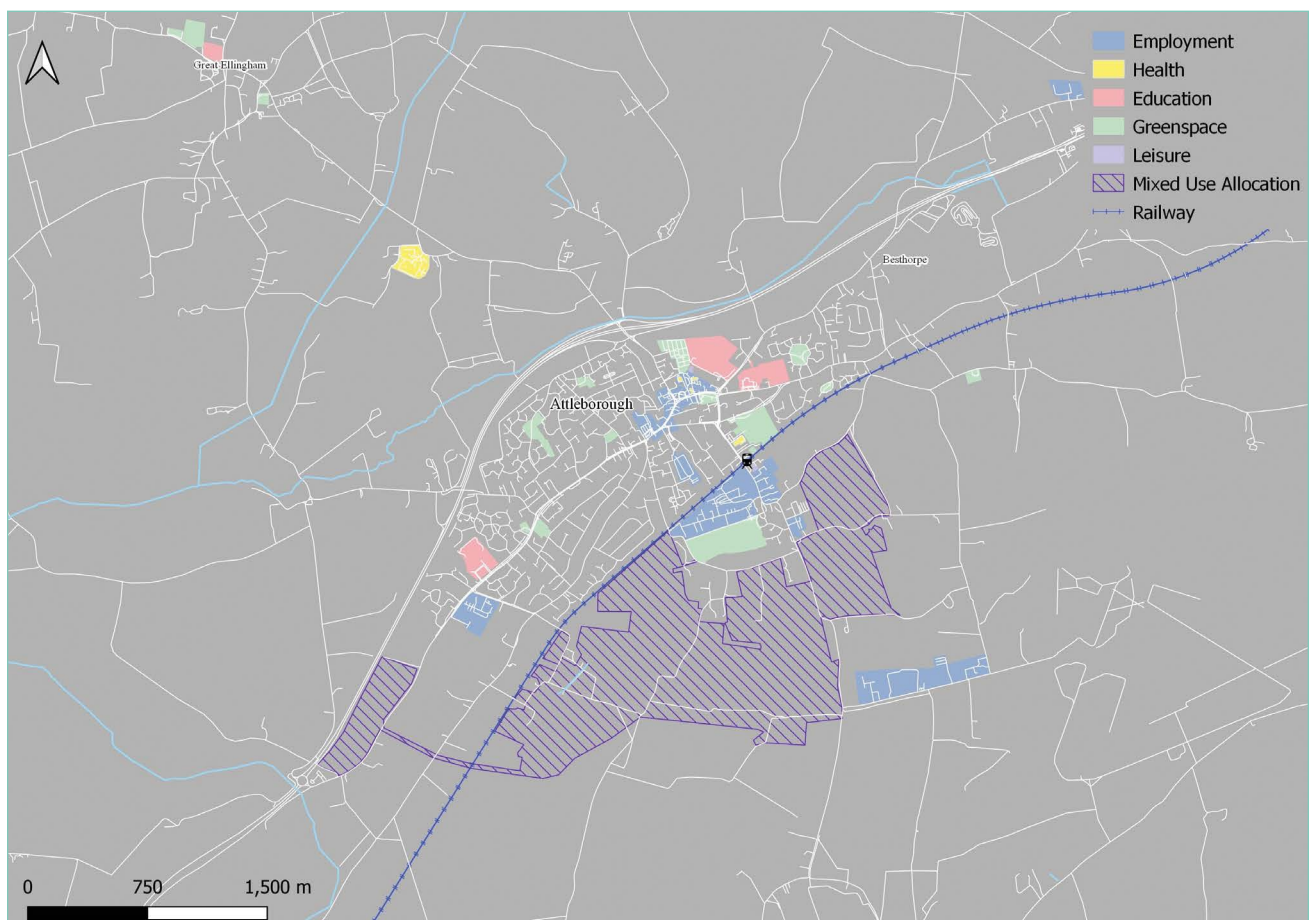 Great Ellingham
Employment
Health
Education
Greenspace
Leisure
Mixed Use Allocation
Railway
Besthorpe
Attleborough
0 750 1,500 m